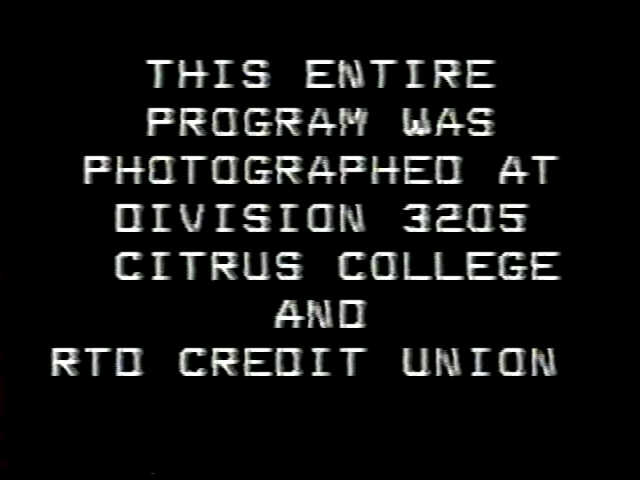 THIS ENTIRE
PROGRAM WAS
PHOTOGRAPHED AT
DIVISION 3205
CITRUS COLLEGE
AND
RTD CREDIT UNION